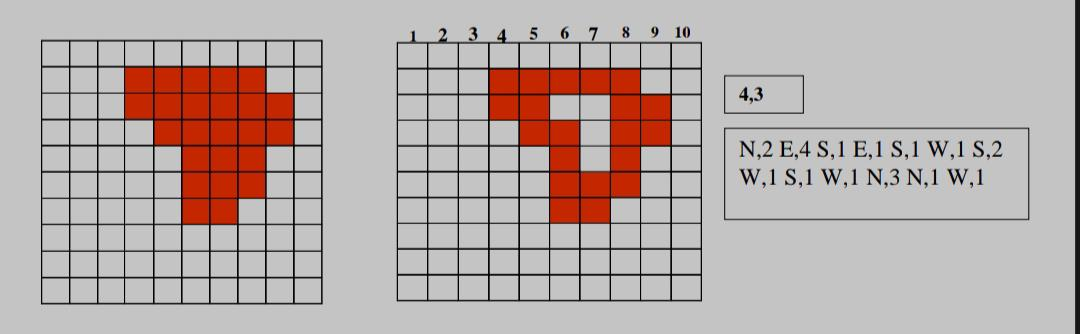 1 2 3 4 5 6 7 8 9 10
4,3
N,2 E,4 S,1 E,1 S,1 W,1 S,2
W,1 S,1 W,1 N,3 N,1 W,1